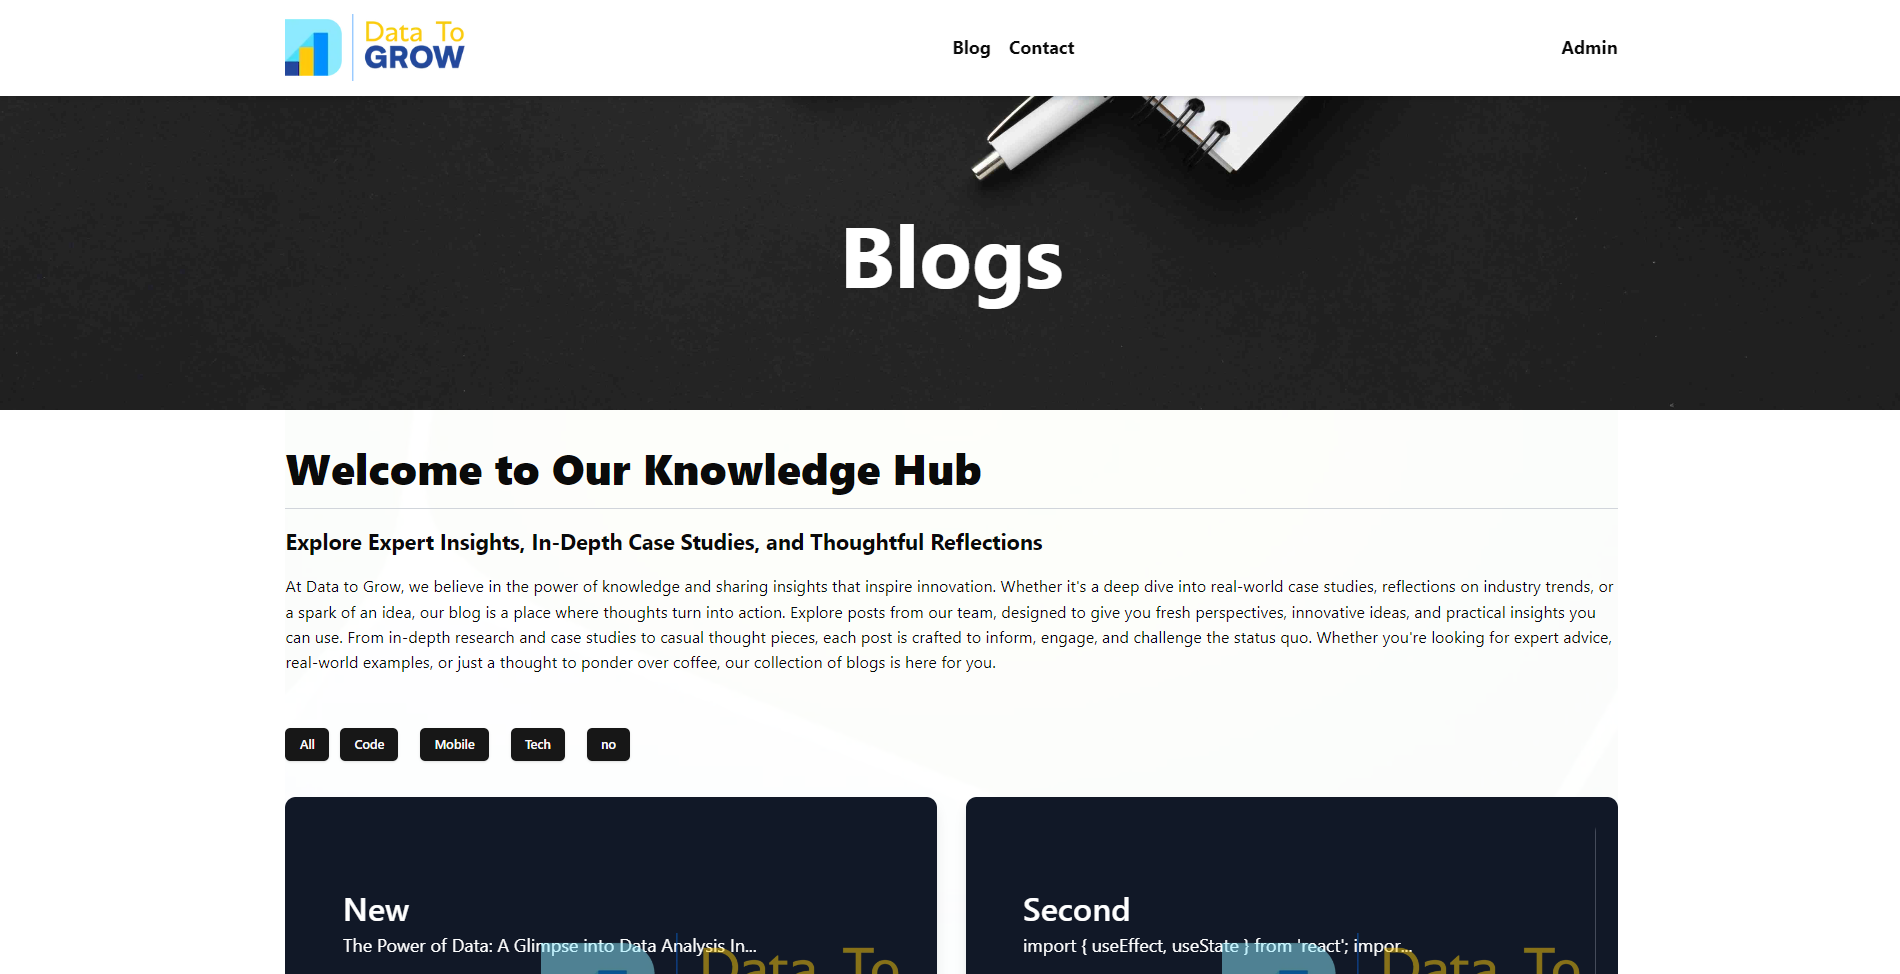 Data To
GROW
Blog Contact Admin
Blogs
Welcome to Our Knowledge Hub
Explore Expert Insights, In-Depth Case Studies, and Thoughtful Reflections
At Data to Grow, we believe in the power of knowledge and sharing insights that inspire innovation. Whether it's a deep dive into real-world case studies, reflections on industry trends, or
a spark of an idea, our blog is a place where thoughts turn into action. Explore posts from our team, designed to give you fresh perspectives, innovative ideas, and practical insights you
can use. From in-depth research and case studies to casual thought pieces, each post is crafted to inform, engage, and challenge the status quo. Whether you're looking for expert advice,
real-world examples, or just a thought to ponder over coffee, our collection of blogs is here for you.
All Code Mobile Tech no
New
The Power of Data: A Glimpse into Data Analysis In...
Data To
Second
import { useEffect, useState } from 'react'; impor...
Data To